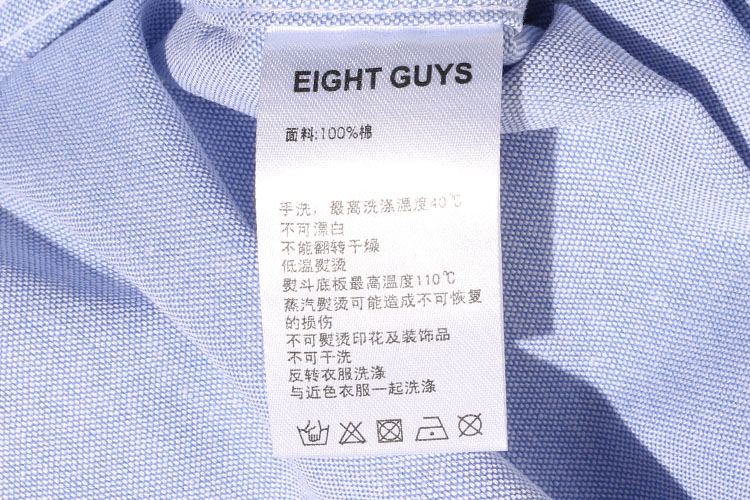 EIGHT GUYS
面料:100%棉
手洗，最高洗涤温度40℃
不可漂白
不能翻转干燥
低温熨烫
熨斗底板最高温度110℃
蒸汽熨烫可能造成不可恢复
的损伤
不可熨烫印花及装饰品
不可干洗
反转衣服洗涤
与近色衣服一起洗涤